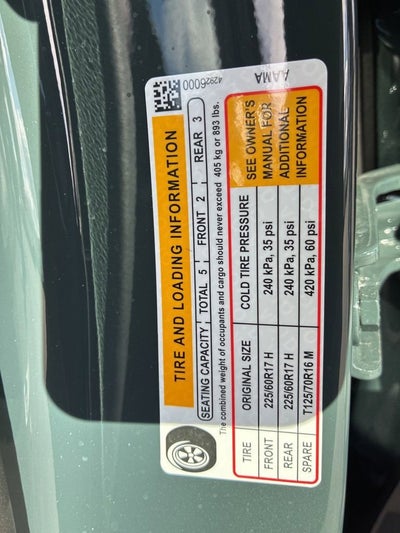 42926000
AAMA
TIRE AND LOADING INFORMATION
SEATING CAPACITY TOTAL 5 FRONT 2 REAR 3
The combined weight of occupants and cargo should never exceed 405 kg or 893 lbs.
TIRE ORIGINAL SIZE COLD TIRE PRESSURE SEE OWNER'S MANUAL FOR ADDITIONAL INFORMATION
FRONT 225/60R17 H 240 kPa, 35 psi
REAR 225/60R17 H 240 kPa, 35 psi
SPARE T125/70R16 M 420 kPa, 60 psi